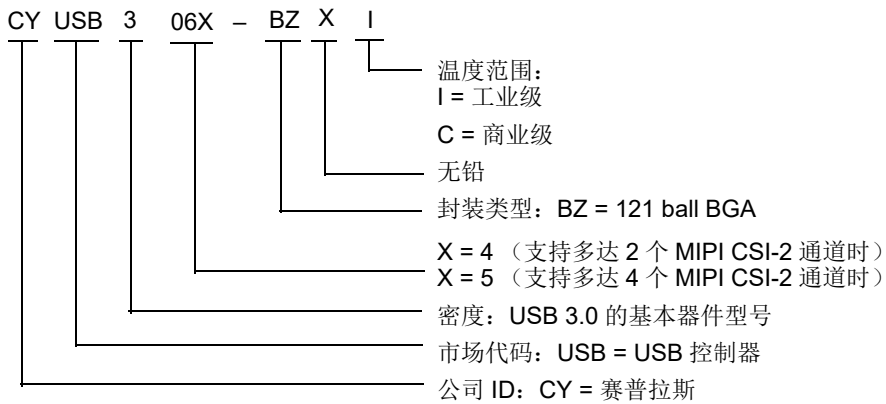 CY USB 3 06X – BZ X I
温度范围：
I = 工业级
C = 商业级
无铅
封装类型：BZ = 121 ball BGA
X = 4 （支持多达 2 个 MIPI CSI-2 通道时）
X = 5 （支持多达 4 个 MIPI CSI-2 通道时）
密度：USB 3.0 的基本器件型号
市场代码：USB = USB 控制器
公司 ID：CY = 赛普拉斯